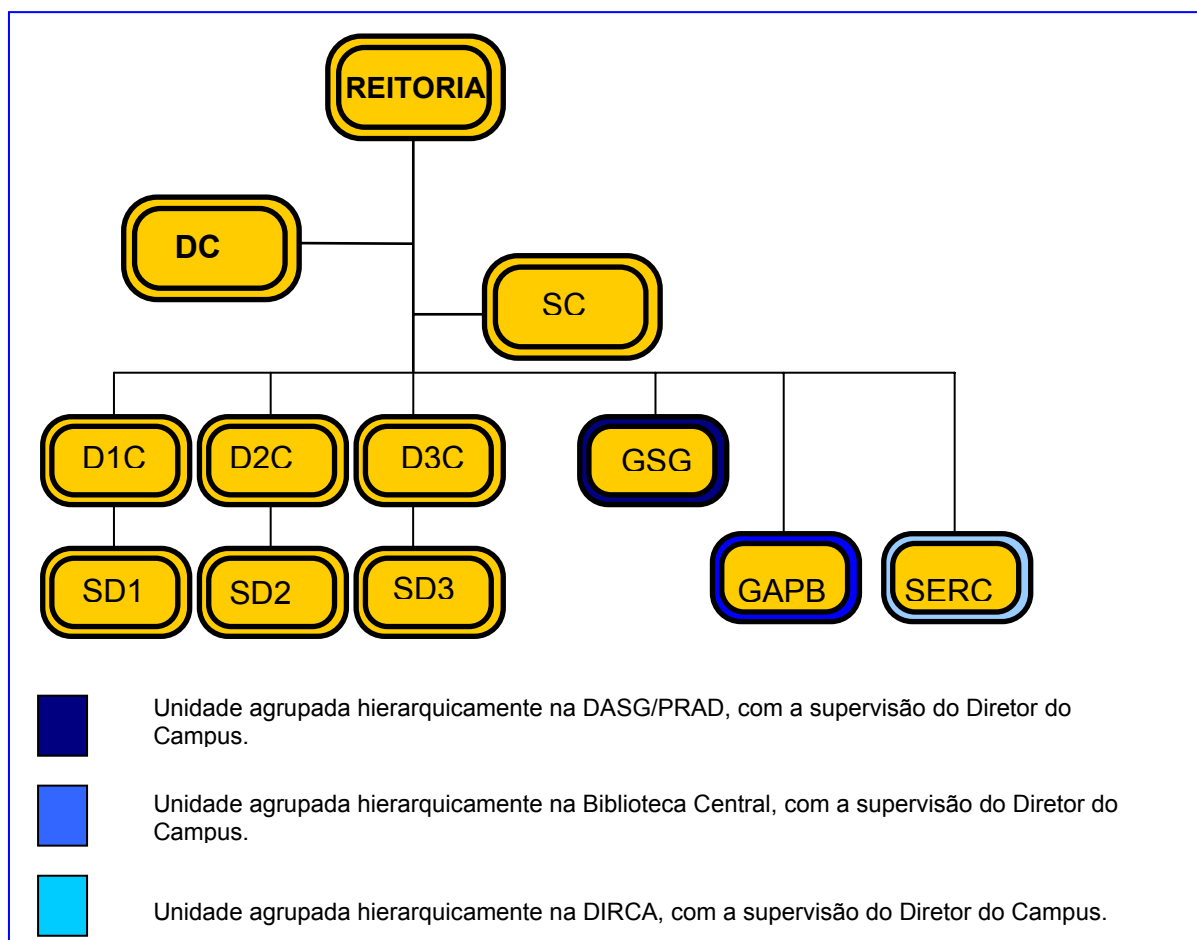 REITORIA
DC
SC
D1C
D2C
D3C
GSG
SD1
SD2
SD3
GAPB
SERC
Unidade agrupada hierarquicamente na DASG/PRAD, com a supervisão do Diretor do
Campus.
Unidade agrupada hierarquicamente na Biblioteca Central, com a supervisão do Diretor do
Campus.
Unidade agrupada hierarquicamente na DIRCA, com a supervisão do Diretor do Campus.